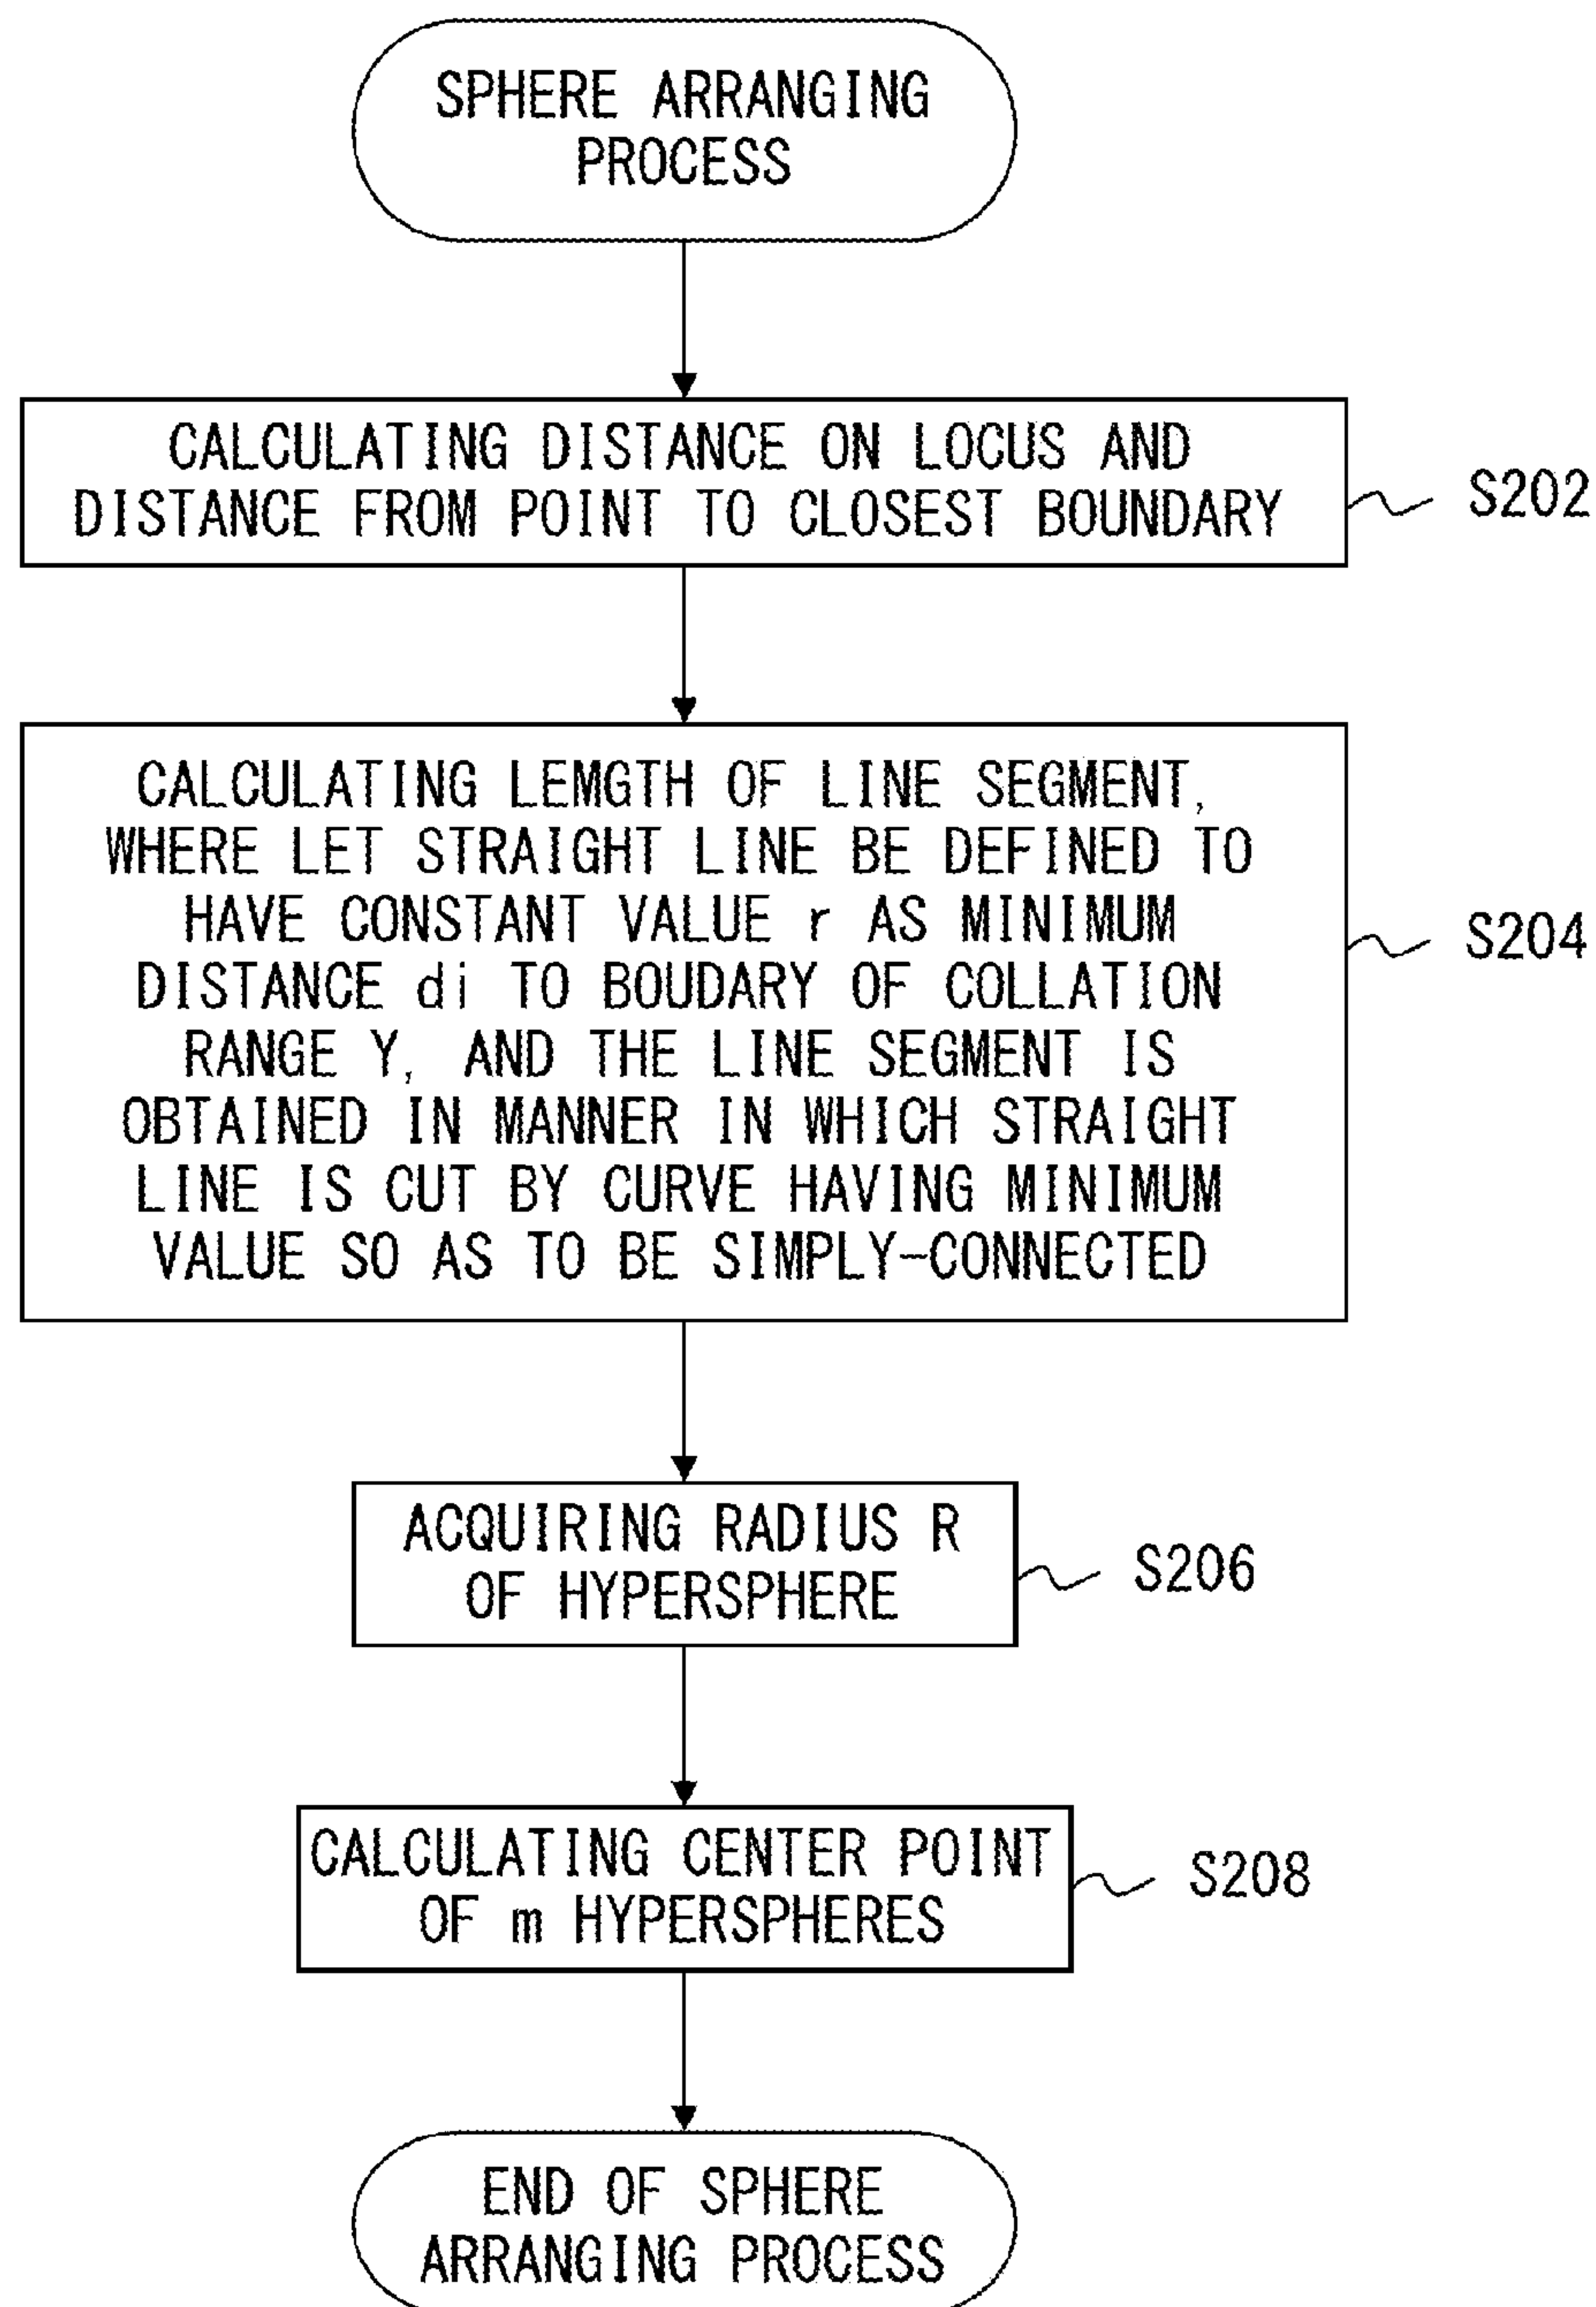 SPHERE ARRANGING
PROCESS
CALCULATING DISTANCE ON LOCUS AND
DISTANCE FROM POINT TO CLOSEST BOUNDARY
S202
CALCULATING LEMGTH OF LINE SEGMENT,
WHERE LET STRAIGHT LINE BE DEFINED TO
HAVE CONSTANT VALUE r AS MINIMUM
DISTANCE di TO BOUDARY OF COLLATION
RANGE Y, AND THE LINE SEGMENT IS
OBTAINED IN MANNER IN WHICH STRAIGHT
LINE IS CUT BY CURVE HAVING MINIMUM
VALUE SO AS TO BE SIMPLY-CONNECTED
S204
ACQUIRING RADIUS R
OF HYPERSPHERE
S206
CALCULATING CENTER POINT
OF m HYPERSPHERES
S208
END OF SPHERE
ARRANGING PROCESS